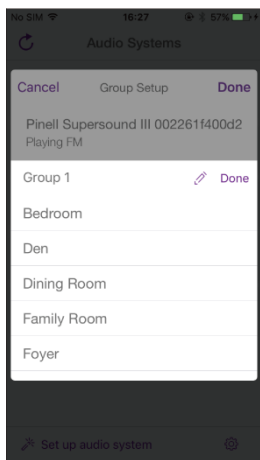 No SIM 16:27 57%
Audio Systems
Cancel Group Setup Done
Pinell Supersound III 002261f400d2
Playing FM
Group 1 Done
Bedroom
Den
Dining Room
Family Room
Foyer
Set up audio system